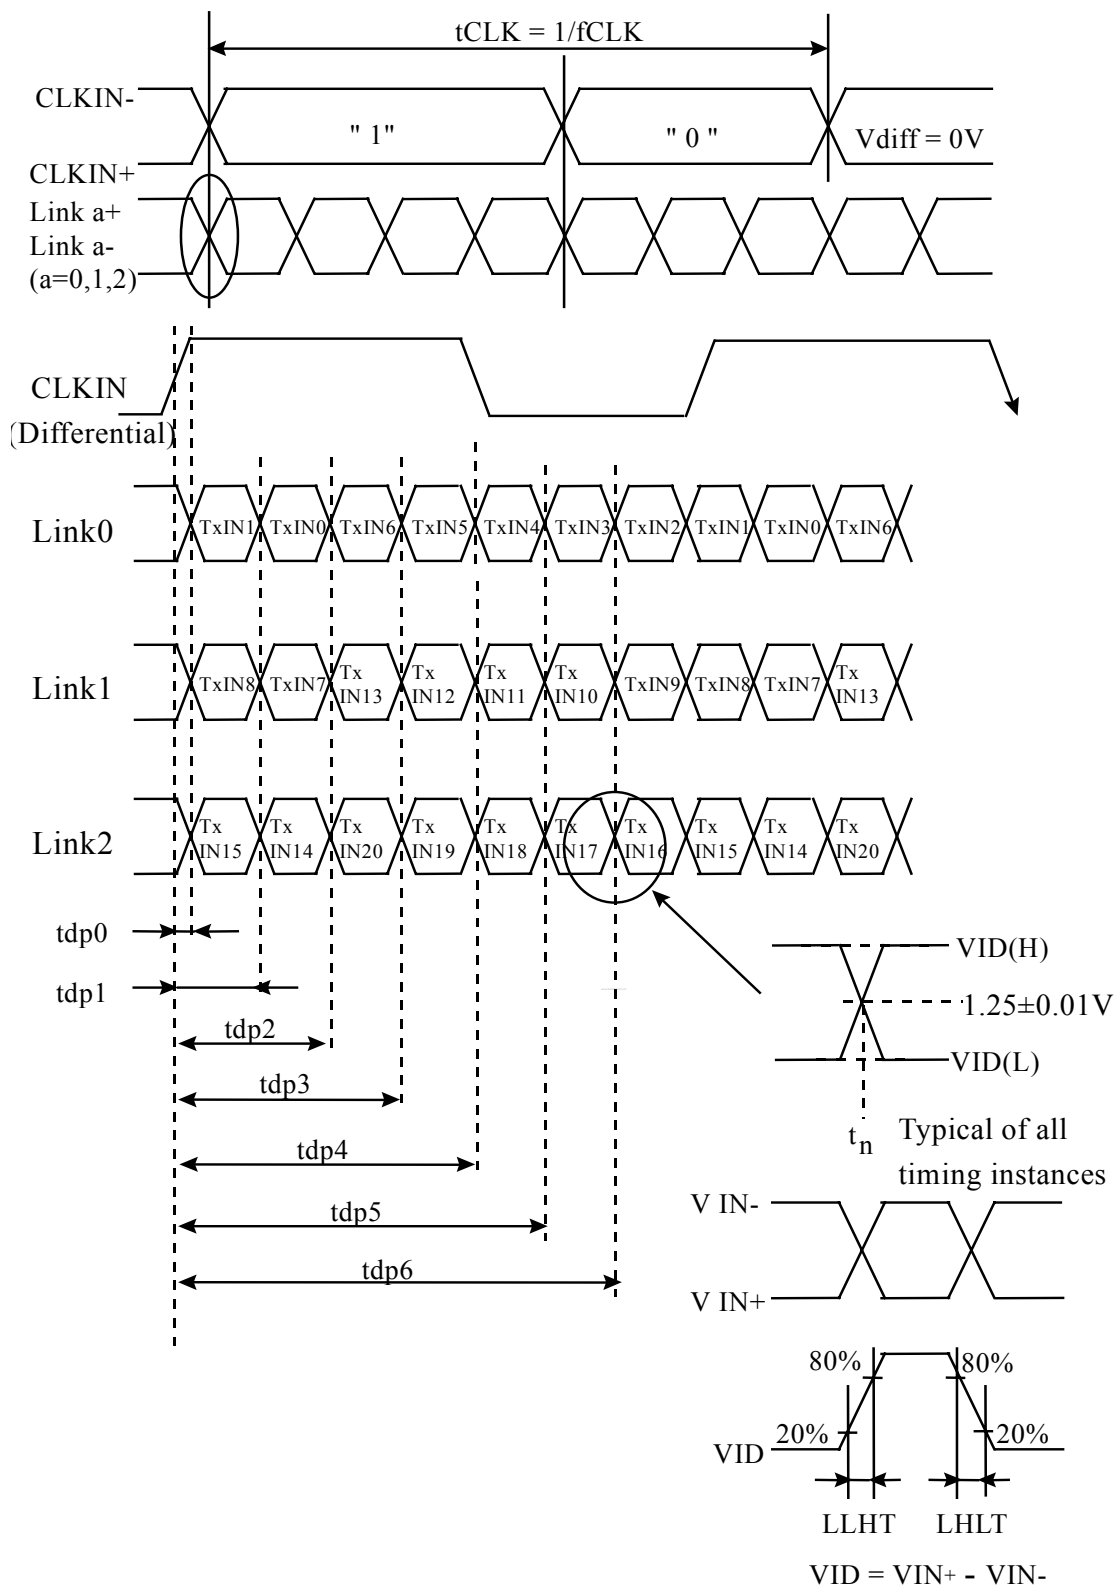 tCLK = 1/fCLK
CLKIN-
" 1"
" 0 "
Vdiff = 0V
CLKIN+
Link a+
Link a-
(a=0,1,2)
CLKIN
(Differential)
Link0
TxIN1 TxIN0 TxIN6 TxIN5 TxIN4 TxIN3 TxIN2 TxIN1 TxIN0 TxIN6
Link1
TxIN8 TxIN7 Tx IN13 Tx IN12 Tx IN11 Tx IN10 TxIN9 TxIN8 TxIN7 Tx IN13
Link2
Tx IN15 Tx IN14 Tx IN20 Tx IN19 Tx IN18 Tx IN17 Tx IN16 Tx IN15 Tx IN14 Tx IN20
tdp0
tdp1
tdp2
tdp3
tdp4
tdp5
tdp6
VID(H)
1.25±0.01V
VID(L)
tn
Typical of all
timing instances
V IN-
V IN+
80% 80%
20% 20%
VID
LLHT LHLT
VID = VIN+ - VIN-